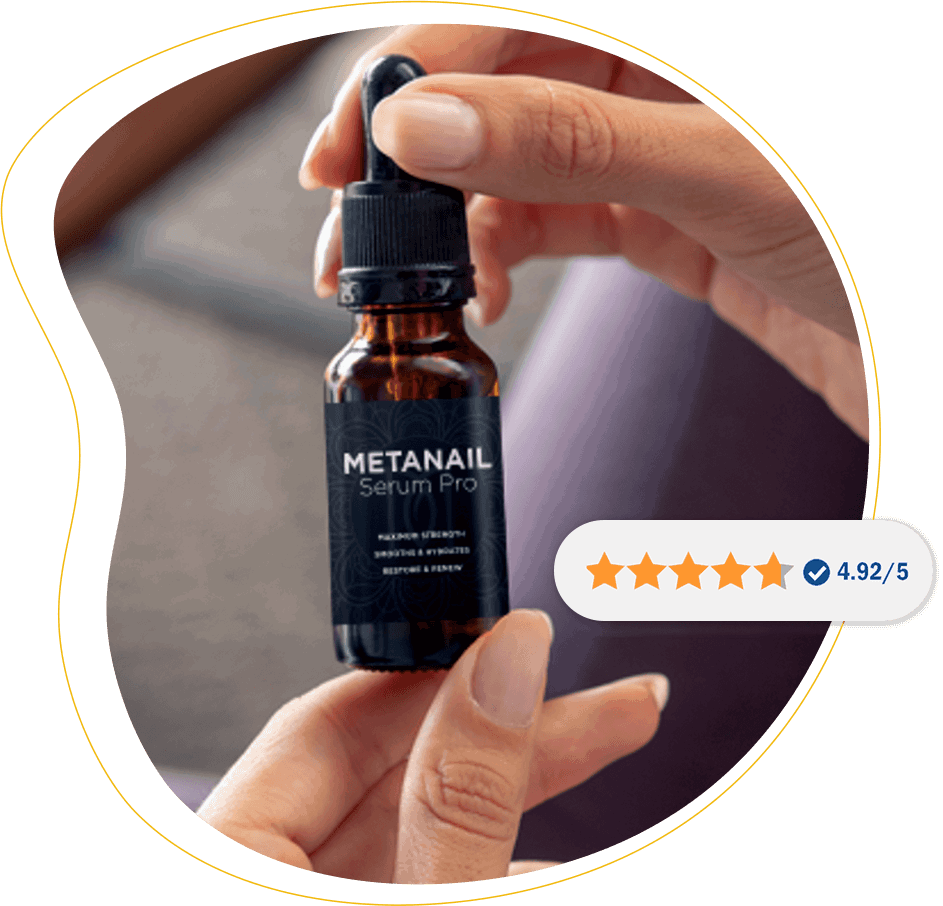 METANAIL
Serum Pro
MAXIMUM STRENGTH
SMOOTHS & HYDRATES
RESTORE & RENEW
4.92/5